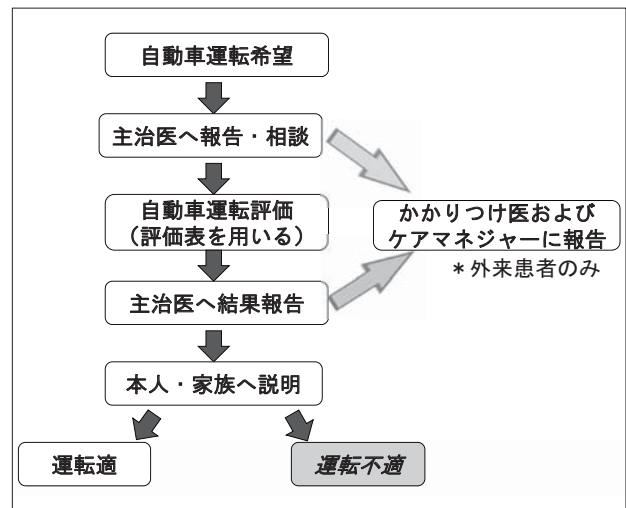 自動車運転希望
主治医へ報告・相談
自動車運転評価
（評価表を用いる）
かかりつけ医および
ケアマネジャーに報告
＊外来患者のみ
主治医へ結果報告
本人・家族へ説明
運転適
運転不適